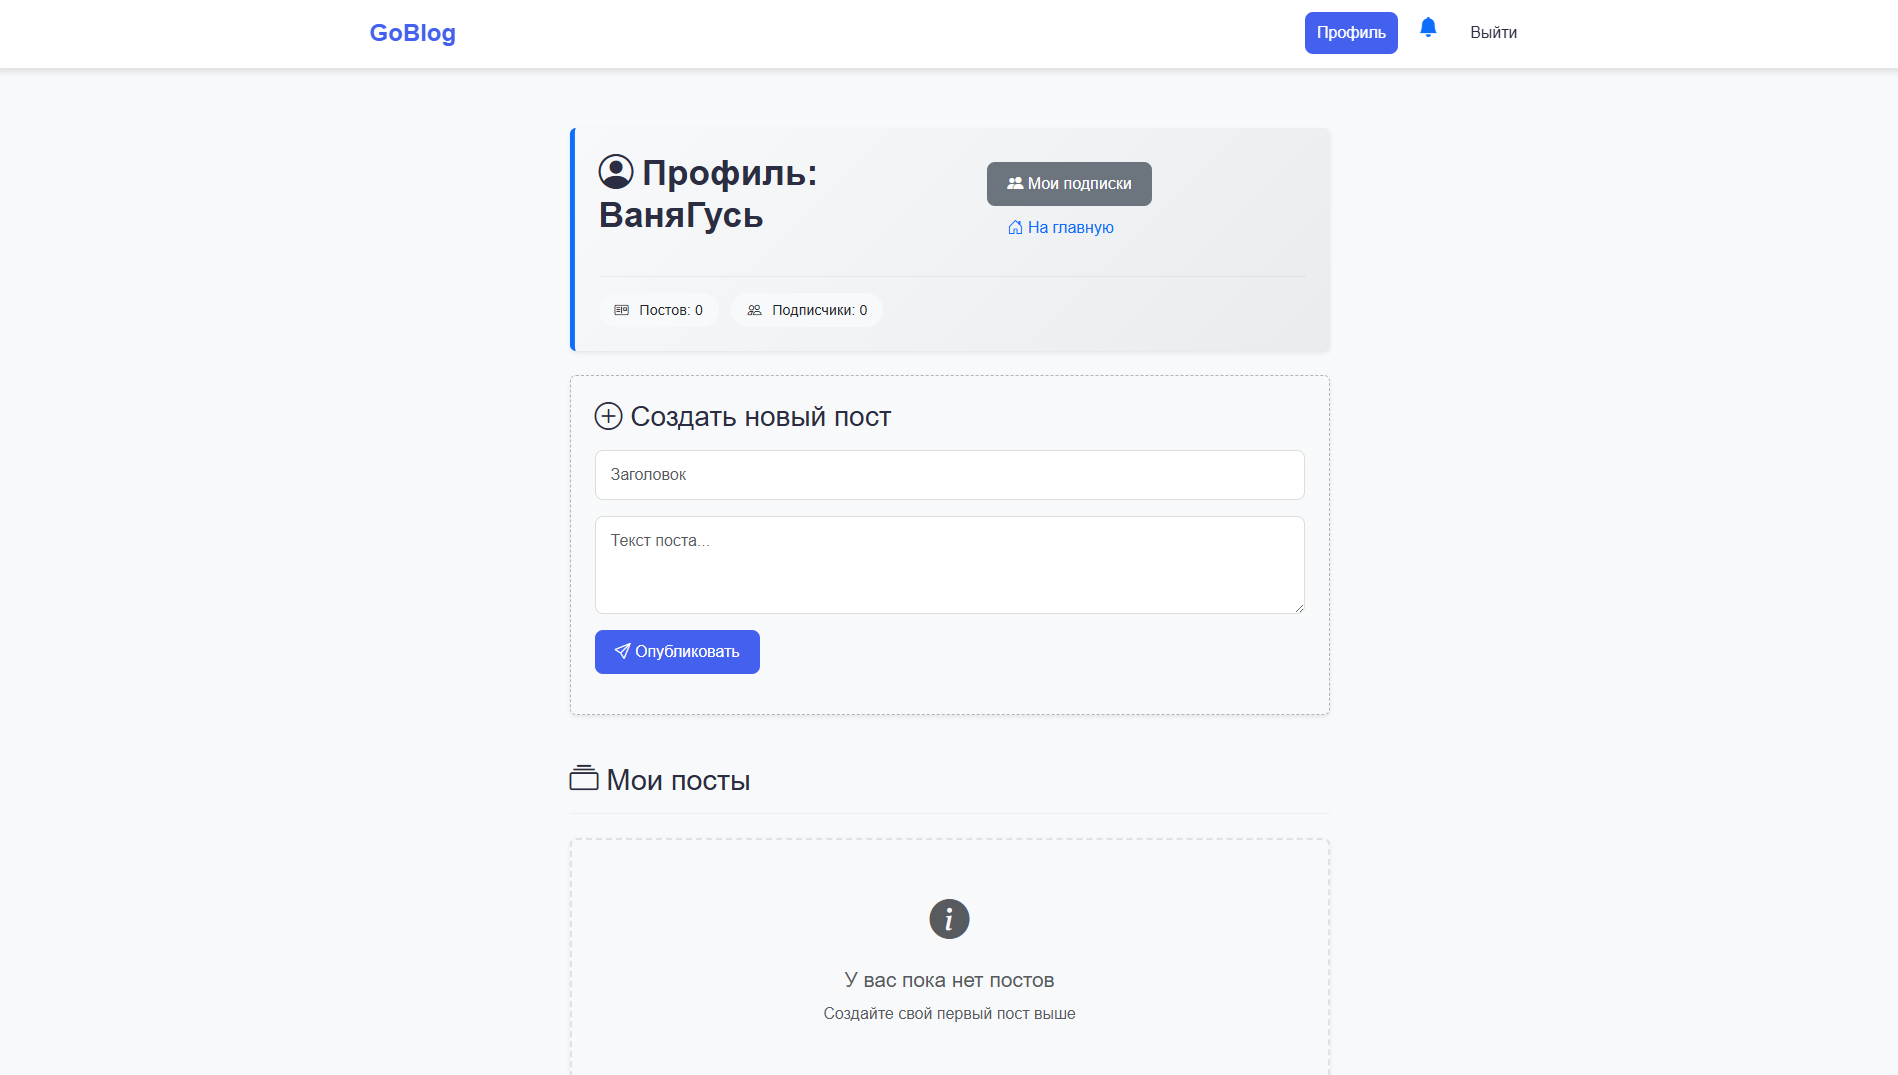 GoBlog
Профиль
Выйти
Профиль:
ВаняГусь
Мои подписки
На главную
Постов: 0
Подписчики: 0
Создать новый пост
Заголовок
Текст поста...
Опубликовать
Мои посты
У вас пока нет постов
Создайте свой первый пост выше